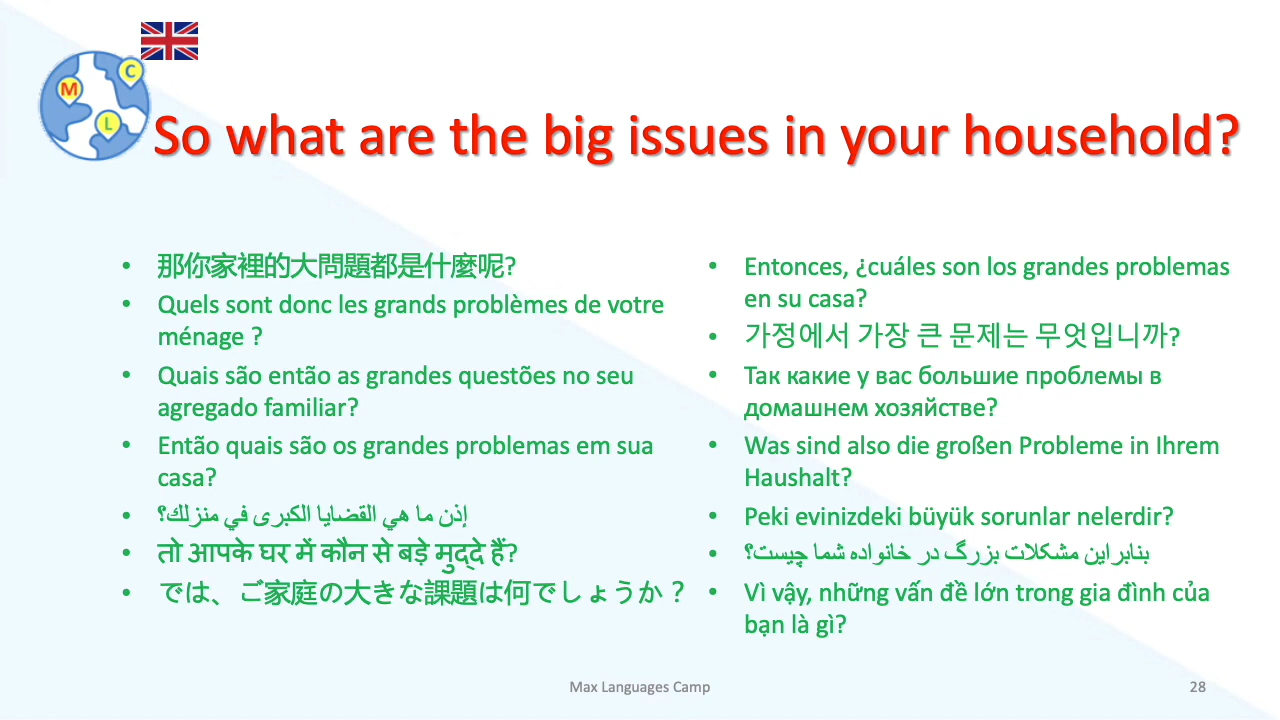 C
M
L
So what are the big issues in your household?
• 那你家裡的大問題都是什麼呢?
• Quels sont donc les grands problèmes de votre
ménage ?
• Quais são então as grandes questões no seu
agregado familiar?
• Então quais são os grandes problemas em sua
casa?
• إذن ما هي القضايا الكبرى في منزلك؟
• तो आपके घर में कौन से बड़े मुद्दे हैं?
• では、ご家庭の大きな課題は何でしょうか？
• Entonces, ¿cuáles son los grandes problemas
en su casa?
• 가정에서 가장 큰 문제는 무엇입니까?
• Так какие у вас большие проблемы в
домашнем хозяйстве?
• Was sind also die großen Probleme in Ihrem
Haushalt?
• Peki evinizdeki büyük sorunlar nelerdir?
• بنابراین مشکلات بزرگ در خانواده شما چیست؟
• Vì vậy, những vấn đề lớn trong gia đình của
bạn là gì?
Max Languages Camp
28